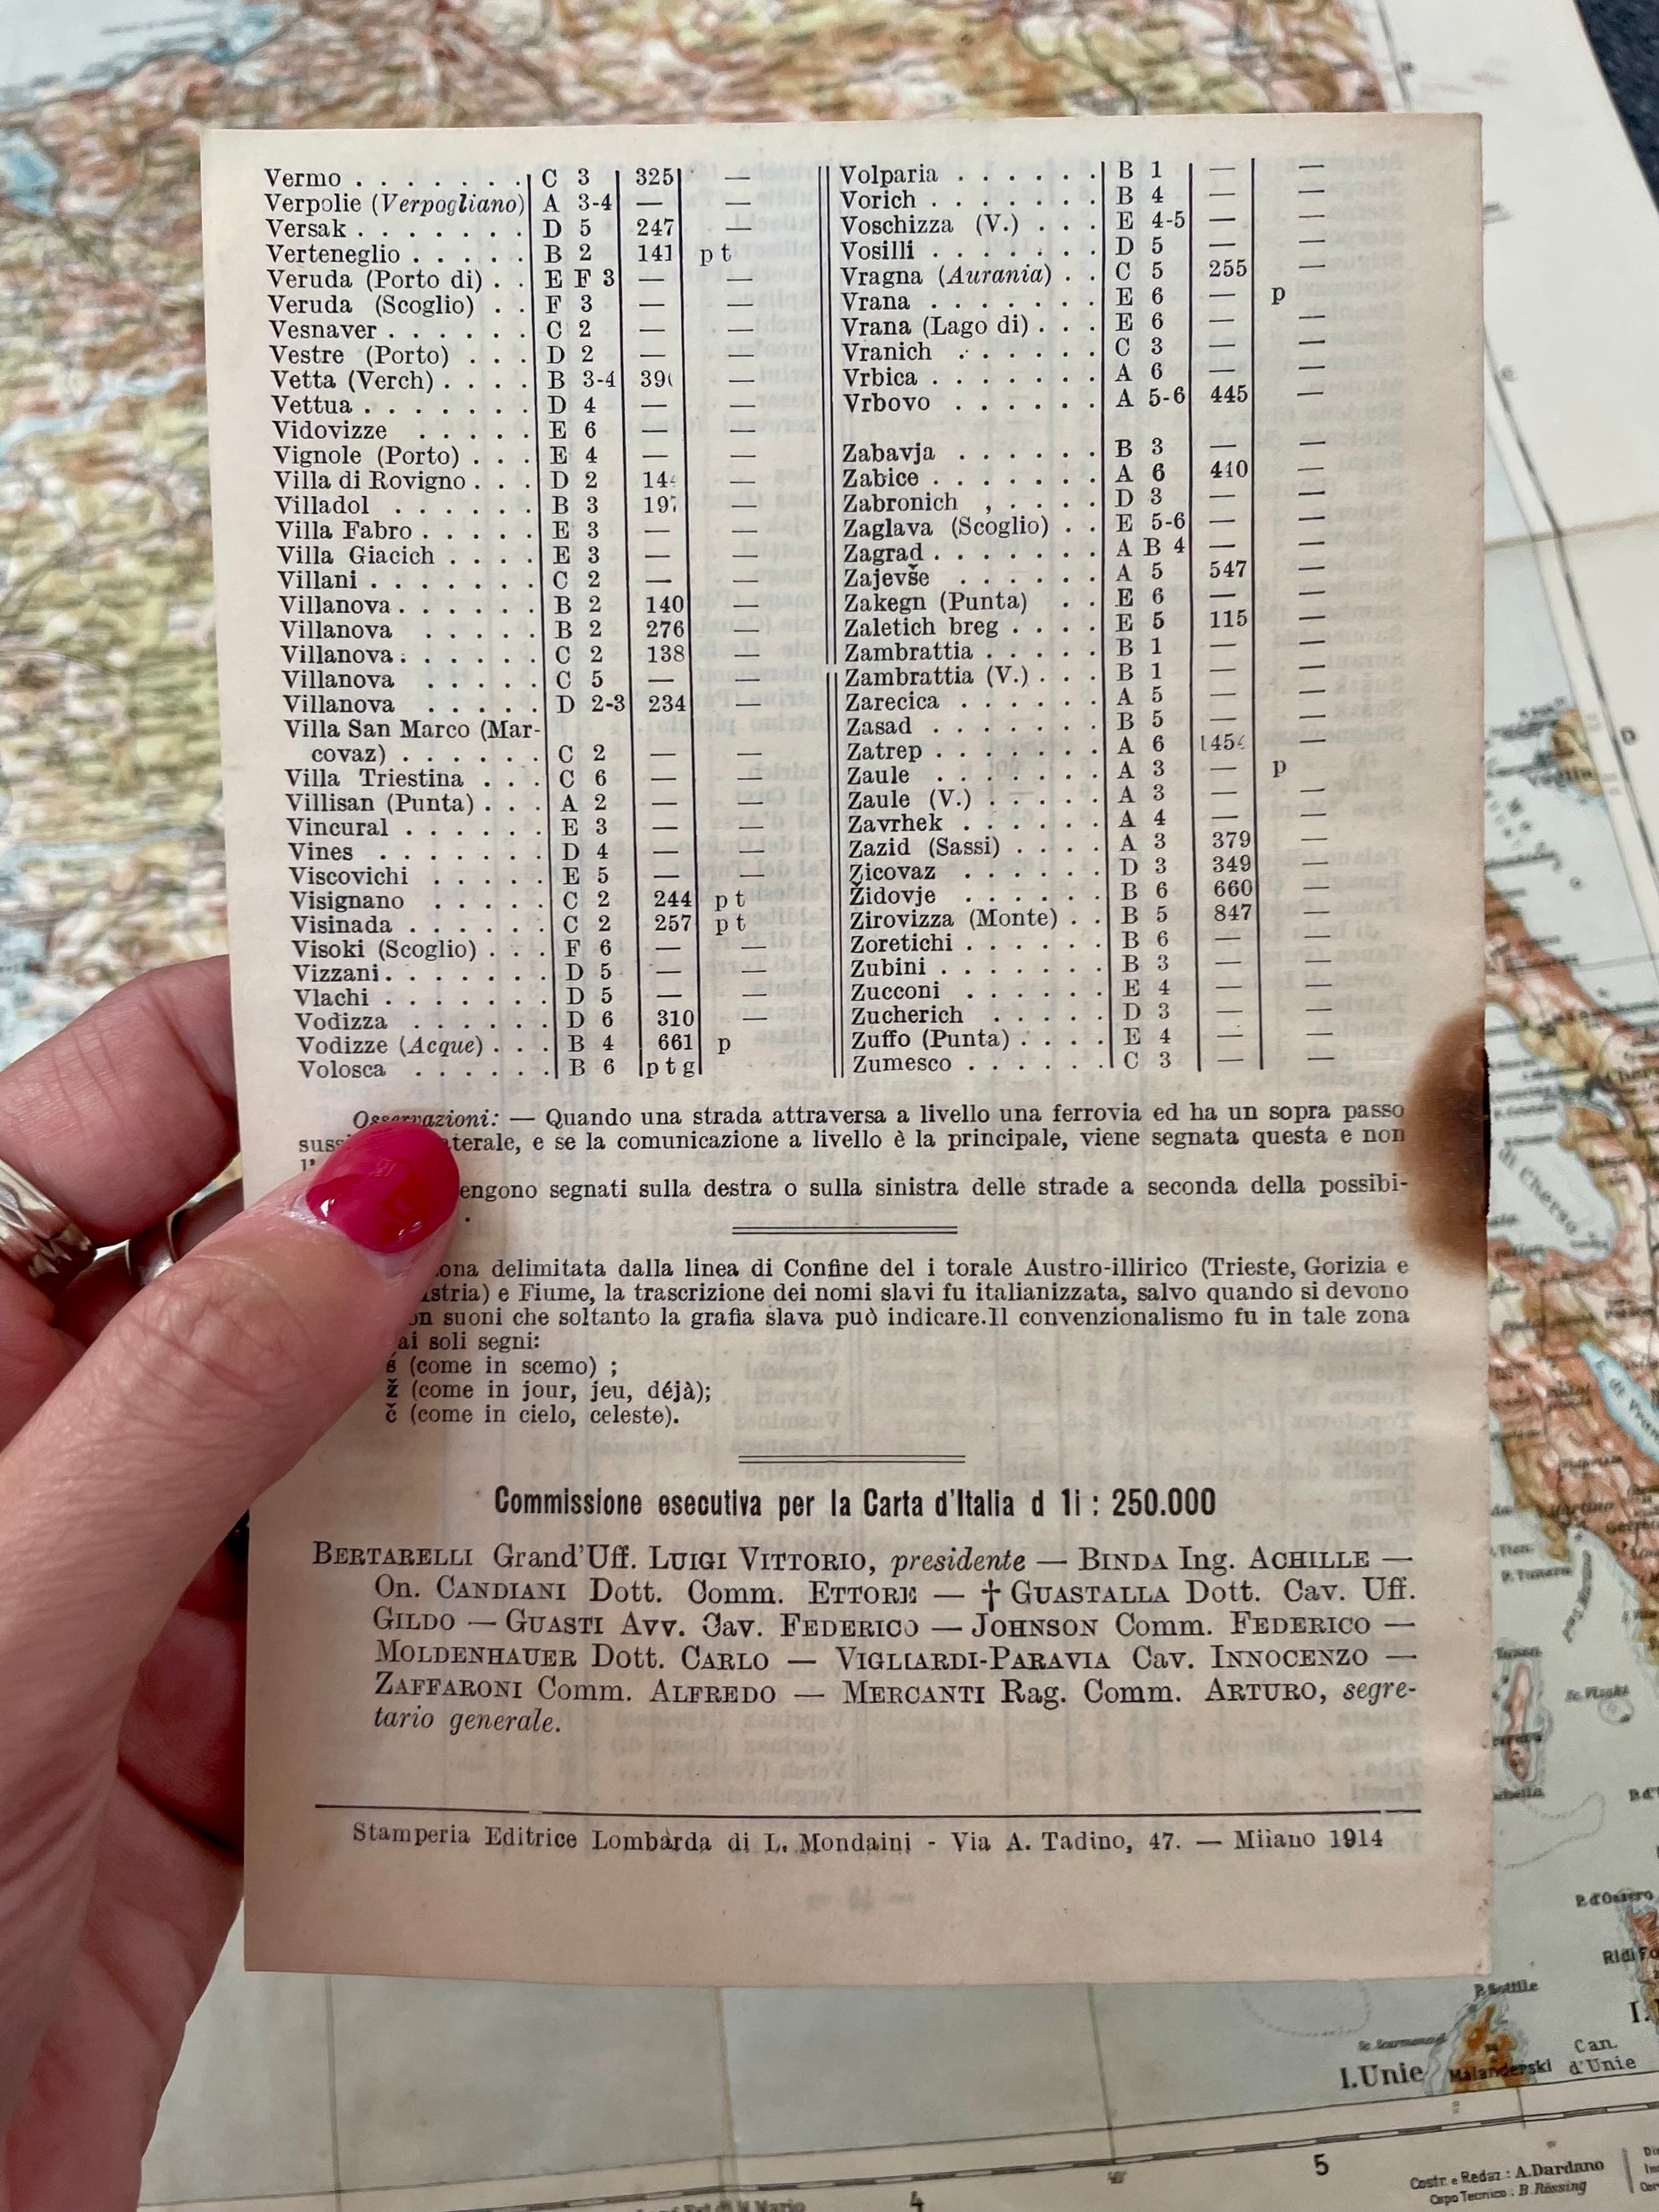 Vermo . . . . . . . C 3 325 —
Verpolie (Verpogliano) A 3-4 — —
Versak . . . . . . . D 5 247 —
Verteneglio . . . . . B 2 141 p t
Veruda (Porto di) . . E F 3 — —
Veruda (Scoglio) . . F 3 — —
Vesnaver . . . . . . C 2 — —
Vestre (Porto) . . . D 2 — —
Vetta (Verch) . . . . B 3-4 —
Vettua . . . . . . . D 4 — —
Vidovizze . . . . . E 6 — —
Vignole (Porto) . . . E 4 — —
Villa di Rovigno . . . D 2 —
Villadol . . . . . . B 3 —
Villa Fabro . . . . . E 3 — —
Villa Giacich . . . . E 3 — —
Villani . . . . . . . C 2 — —
Villanova . . . . . . B 2 140 —
Villanova . . . . . B 2 276 —
Villanova . . . . . . C 2 138 —
Villanova . . . . . C 5 — —
Villanova . . . . . D 2-3 234 —
Villa San Marco (Mar-
covaz) . . . . . . C 2 — —
Villa Triestina . . . C 6 — —
Villisan (Punta) . . . A 2 — —
Vincural . . . . . . E 3 — —
Vines . . . . . . . D 4 — —
Viscovichi . . . . . E 5 — —
Visignano . . . . . C 2 244 p t
Visinada . . . . . . C 2 257 p t
Visoki (Scoglio) . . . F 6 — —
Vizzani . . . . . . . D 5 — —
Vlachi . . . . . . . D 5 — —
Vodizza . . . . . . D 6 310 —
Vodizze (Acque) . . . B 4 661 p
Volosca . . . . . . B 6 p t g
Volparia . . . . . . B 1 — —
Vorich . . . . . . . B 4 — —
Voschizza (V.) . . . E 4-5 — —
Vosilli . . . . . . . D 5 — —
Vragna (Aurania) . . C 5 255 —
Vrana . . . . . . . E 6 — p
Vrana (Lago di) . . . E 6 — —
Vranich . . . . . . C 3 — —
Vrbica . . . . . . . A 6 — —
Vrbovo . . . . . . A 5-6 445 —
Zabavja . . . . . . B 3 — —
Zabice . . . . . . . A 6 440 —
Zabronich , . . . . D 3 — —
Zaglava (Scoglio) . . E 5-6 — —
Zagrad . . . . . . . A B 4 — —
Zajevše . . . . . . A 5 547 —
Zakegn (Punta) . . E 6 — —
Zaletich breg . . . . E 5 115 —
Zambrattia . . . . . B 1 — —
Zambrattia (V.) . . . B 1 — —
Zarecica . . . . . . A 5 — —
Zasad . . . . . . . B 5 — —
Zatrep . . . . . . . A 6 —
Zaule . . . . . . . A 3 — p
Zaule (V.) . . . . . A 3 — —
Zavrhek . . . . . . A 4 — —
Zazid (Sassi) . . . . A 3 379 —
Zicovaz . . . . . . D 3 349 —
Židovje . . . . . . B 6 660 —
Zirovizza (Monte) . . B 5 847 —
Zoretichi . . . . . . B 6 — —
Zubini . . . . . . . B 3 — —
Zucconi . . . . . . E 4 — —
Zucherich . . . . . D 3 — —
Zuffo (Punta) . . . . E 4 — —
Zumesco . . . . . . C 3 — —
Osservazioni: — Quando una strada attraversa a livello una ferrovia ed ha un sopra passo
e se la comunicazione a livello è la principale, viene segnata questa e non
segnati sulla destra o sulla sinistra delle strade a seconda della possibi-
delimitata dalla linea di Confine del i torale Austro-illirico (Trieste, Gorizia e
Istria) e Fiume, la trascrizione dei nomi slavi fu italianizzata, salvo quando si devono
suoni che soltanto la grafia slava può indicare.Il convenzionalismo fu in tale zona
ai soli segni:
š (come in scemo) ;
ž (come in jour, jeu, déjà);
č (come in cielo, celeste).
Commissione esecutiva per la Carta d'Italia d 1i : 250.000
BERTARELLI Grand'Uff. LUIGI VITTORIO, presidente — BINDA Ing. ACHILLE —
On. CANDIANI Dott. Comm. ETTORE — † GUASTALLA Dott. Cav. Uff.
GILDO — GUASTI Avv. Cav. FEDERICO — JOHNSON Comm. FEDERICO —
MOLDENHAUER Dott. CARLO — VIGLIARDI-PARAVIA Cav. INNOCENZO —
ZAFFARONI Comm. ALFREDO — MERCANTI Rag. Comm. ARTURO, segre-
tario generale.
Stamperia Editrice Lombarda di L. Mondaini - Via A. Tadino, 47. — Miiano 1914
D
di Cherso
P. d'Ossero
P. Sottile
I. Unie
Malanderski
Can.
d'Unie
4
5
Costr. e Redaz : A. Dardano
Capo Tecnico : B. Rössing